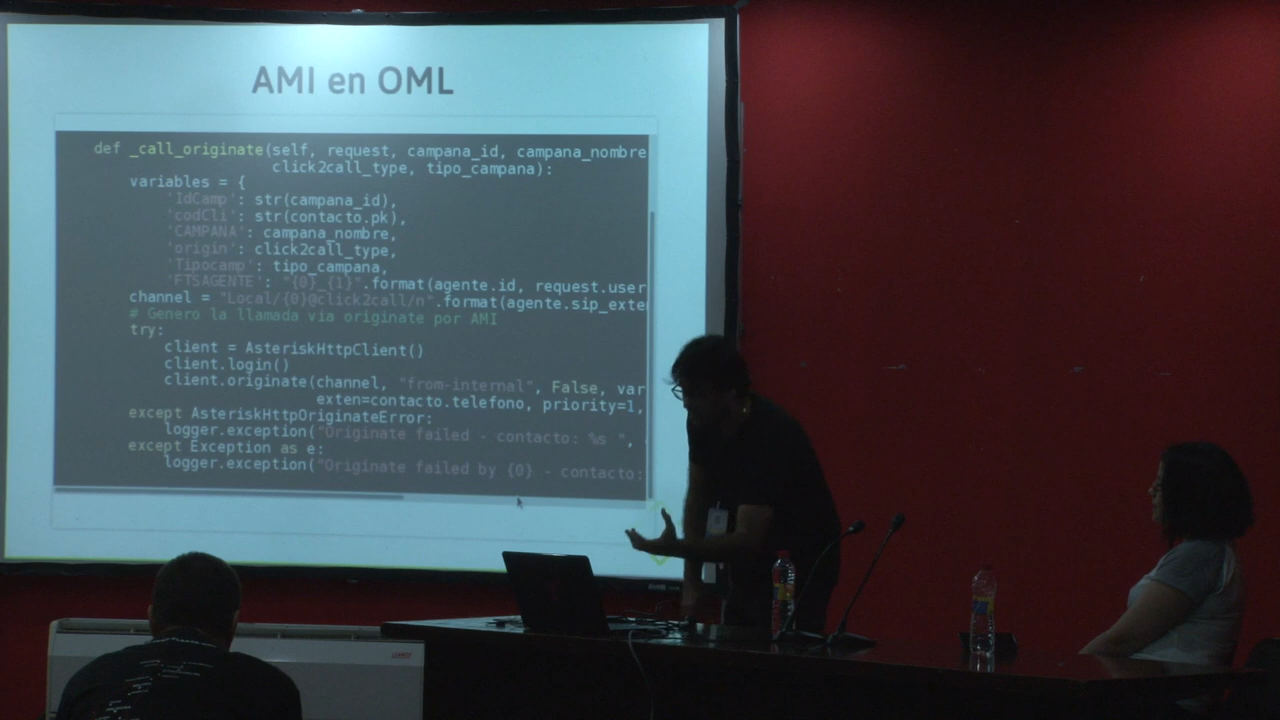 AMI en OML
def _call_originate(self, request, campana_id, campana_nombre
click2call_type, tipo_campana):
variables = {
'IdCamp': str(campana_id),
'codCli': str(contacto.pk),
'CAMPANA': campana_nombre,
'origin': click2call_type,
'Tipocamp': tipo_campana,
'FTSAGENTE': "{0}_{1}".format(agente.id, request.user
channel = "Local/{0}@click2call/n".format(agente.sip_exte
# Genero la llamada via originate por AMI
try:
client = AsteriskHttpClient()
client.login()
client.originate(channel, "from-internal", False, var
exten=contacto.telefono, priority=1,
except AsteriskHttpOriginateError:
logger.exception("Originate failed - contacto: %s ",
except Exception as e:
logger.exception("Originate failed by {0} - contacto: